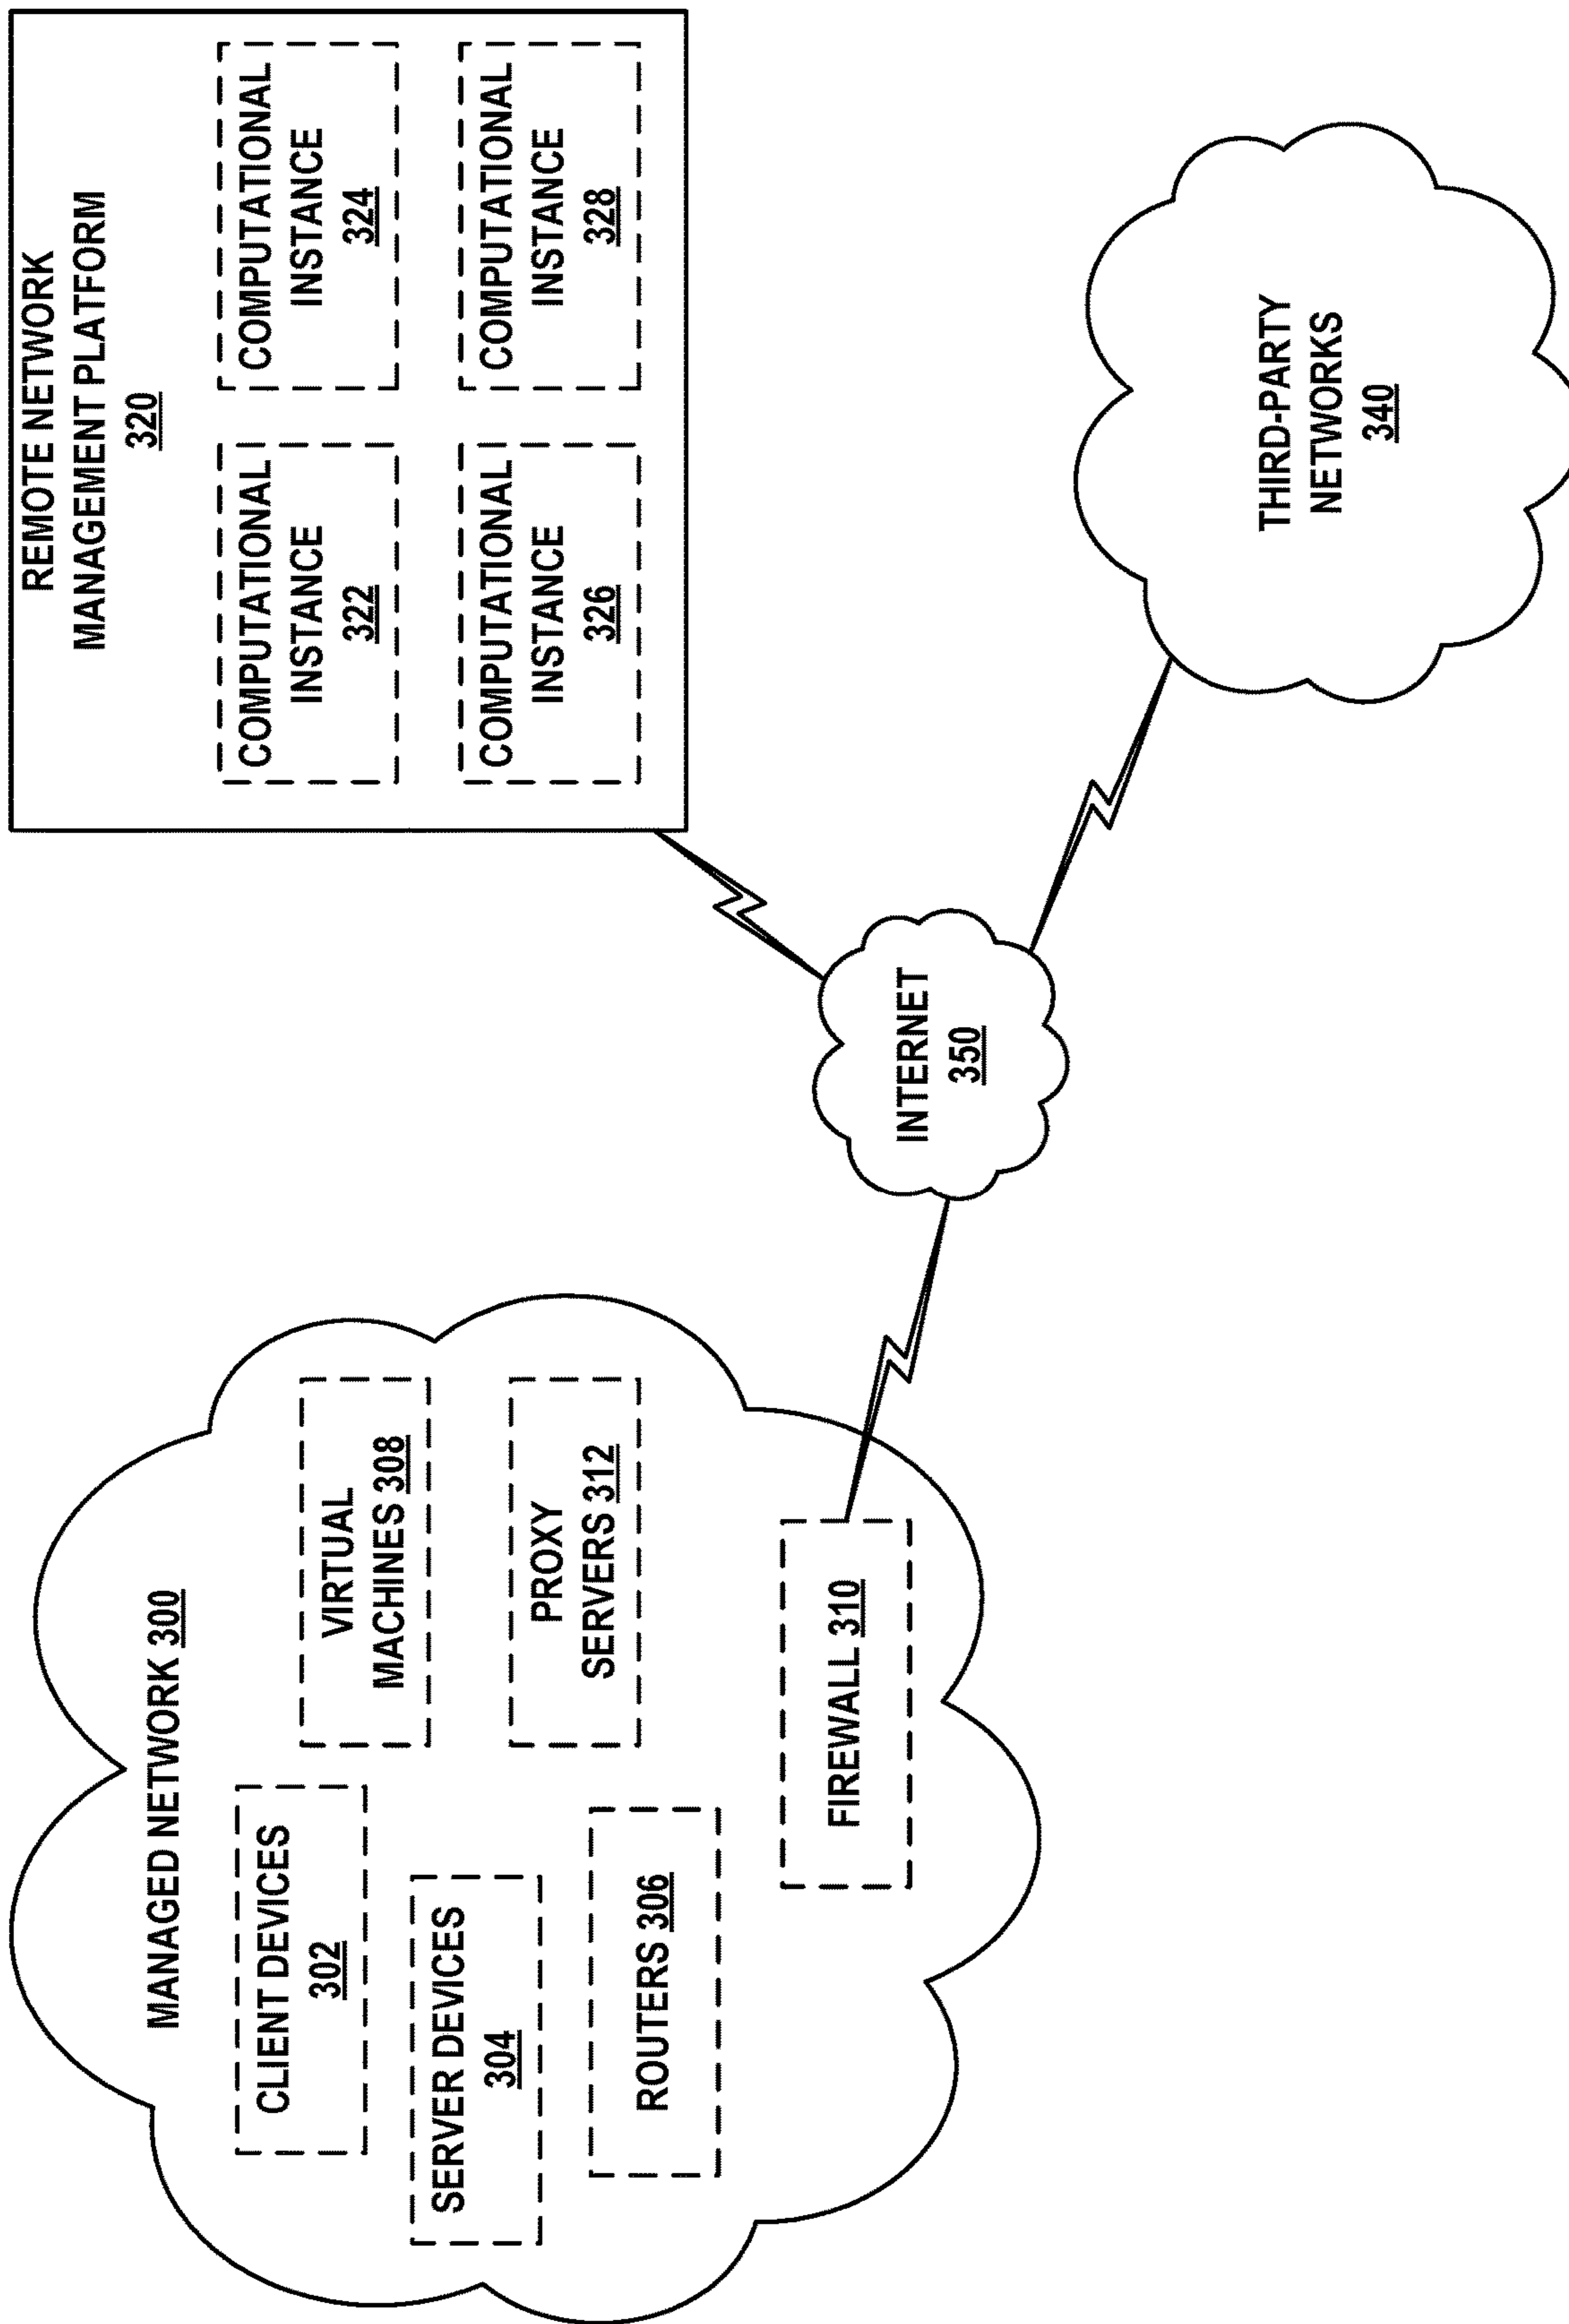 MANAGED NETWORK 300
CLIENT DEVICES
302
SERVER DEVICES
304
ROUTERS 306
VIRTUAL
MACHINES 308
PROXY
SERVERS 312
FIREWALL 310
INTERNET
350
REMOTE NETWORK
MANAGEMENT PLATFORM
320
COMPUTATIONAL
INSTANCE
322
COMPUTATIONAL
INSTANCE
324
COMPUTATIONAL
INSTANCE
326
COMPUTATIONAL
INSTANCE
328
THIRD-PARTY
NETWORKS
340